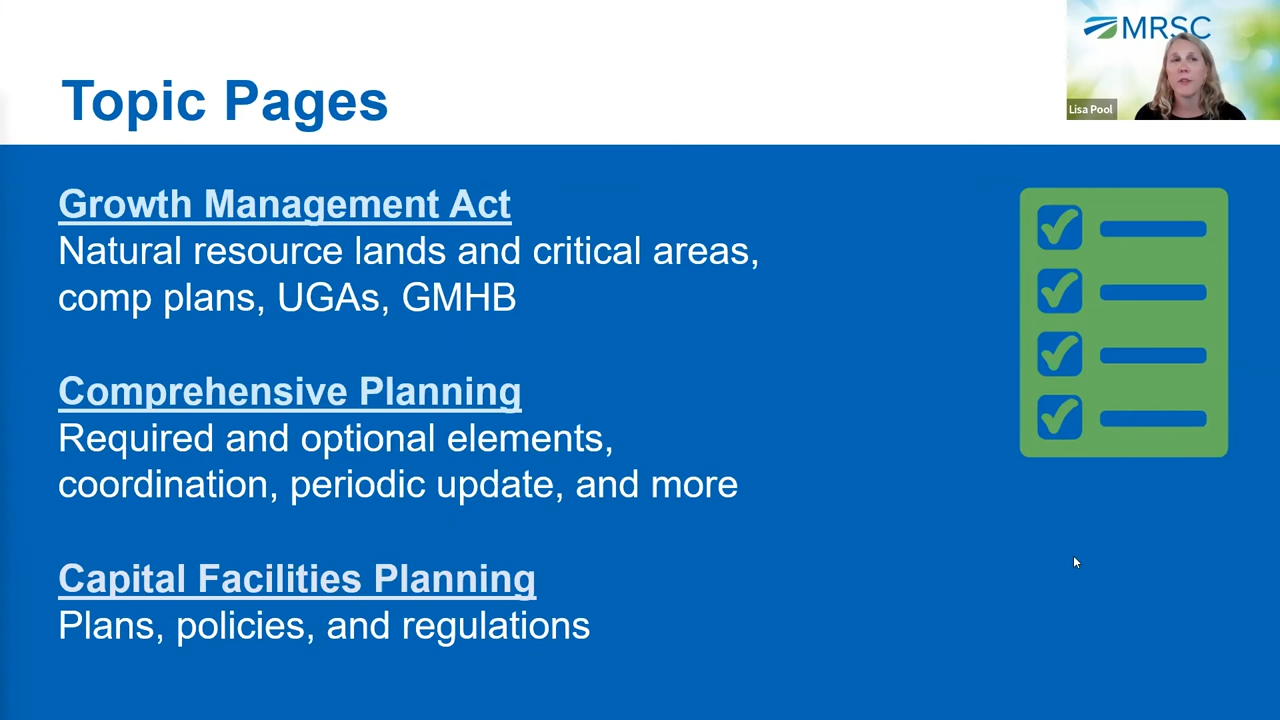 MRSC
Lisa Pool
Topic Pages
Growth Management Act
Natural resource lands and critical areas,
comp plans, UGAs, GMHB
Comprehensive Planning
Required and optional elements,
coordination, periodic update, and more
Capital Facilities Planning
Plans, policies, and regulations